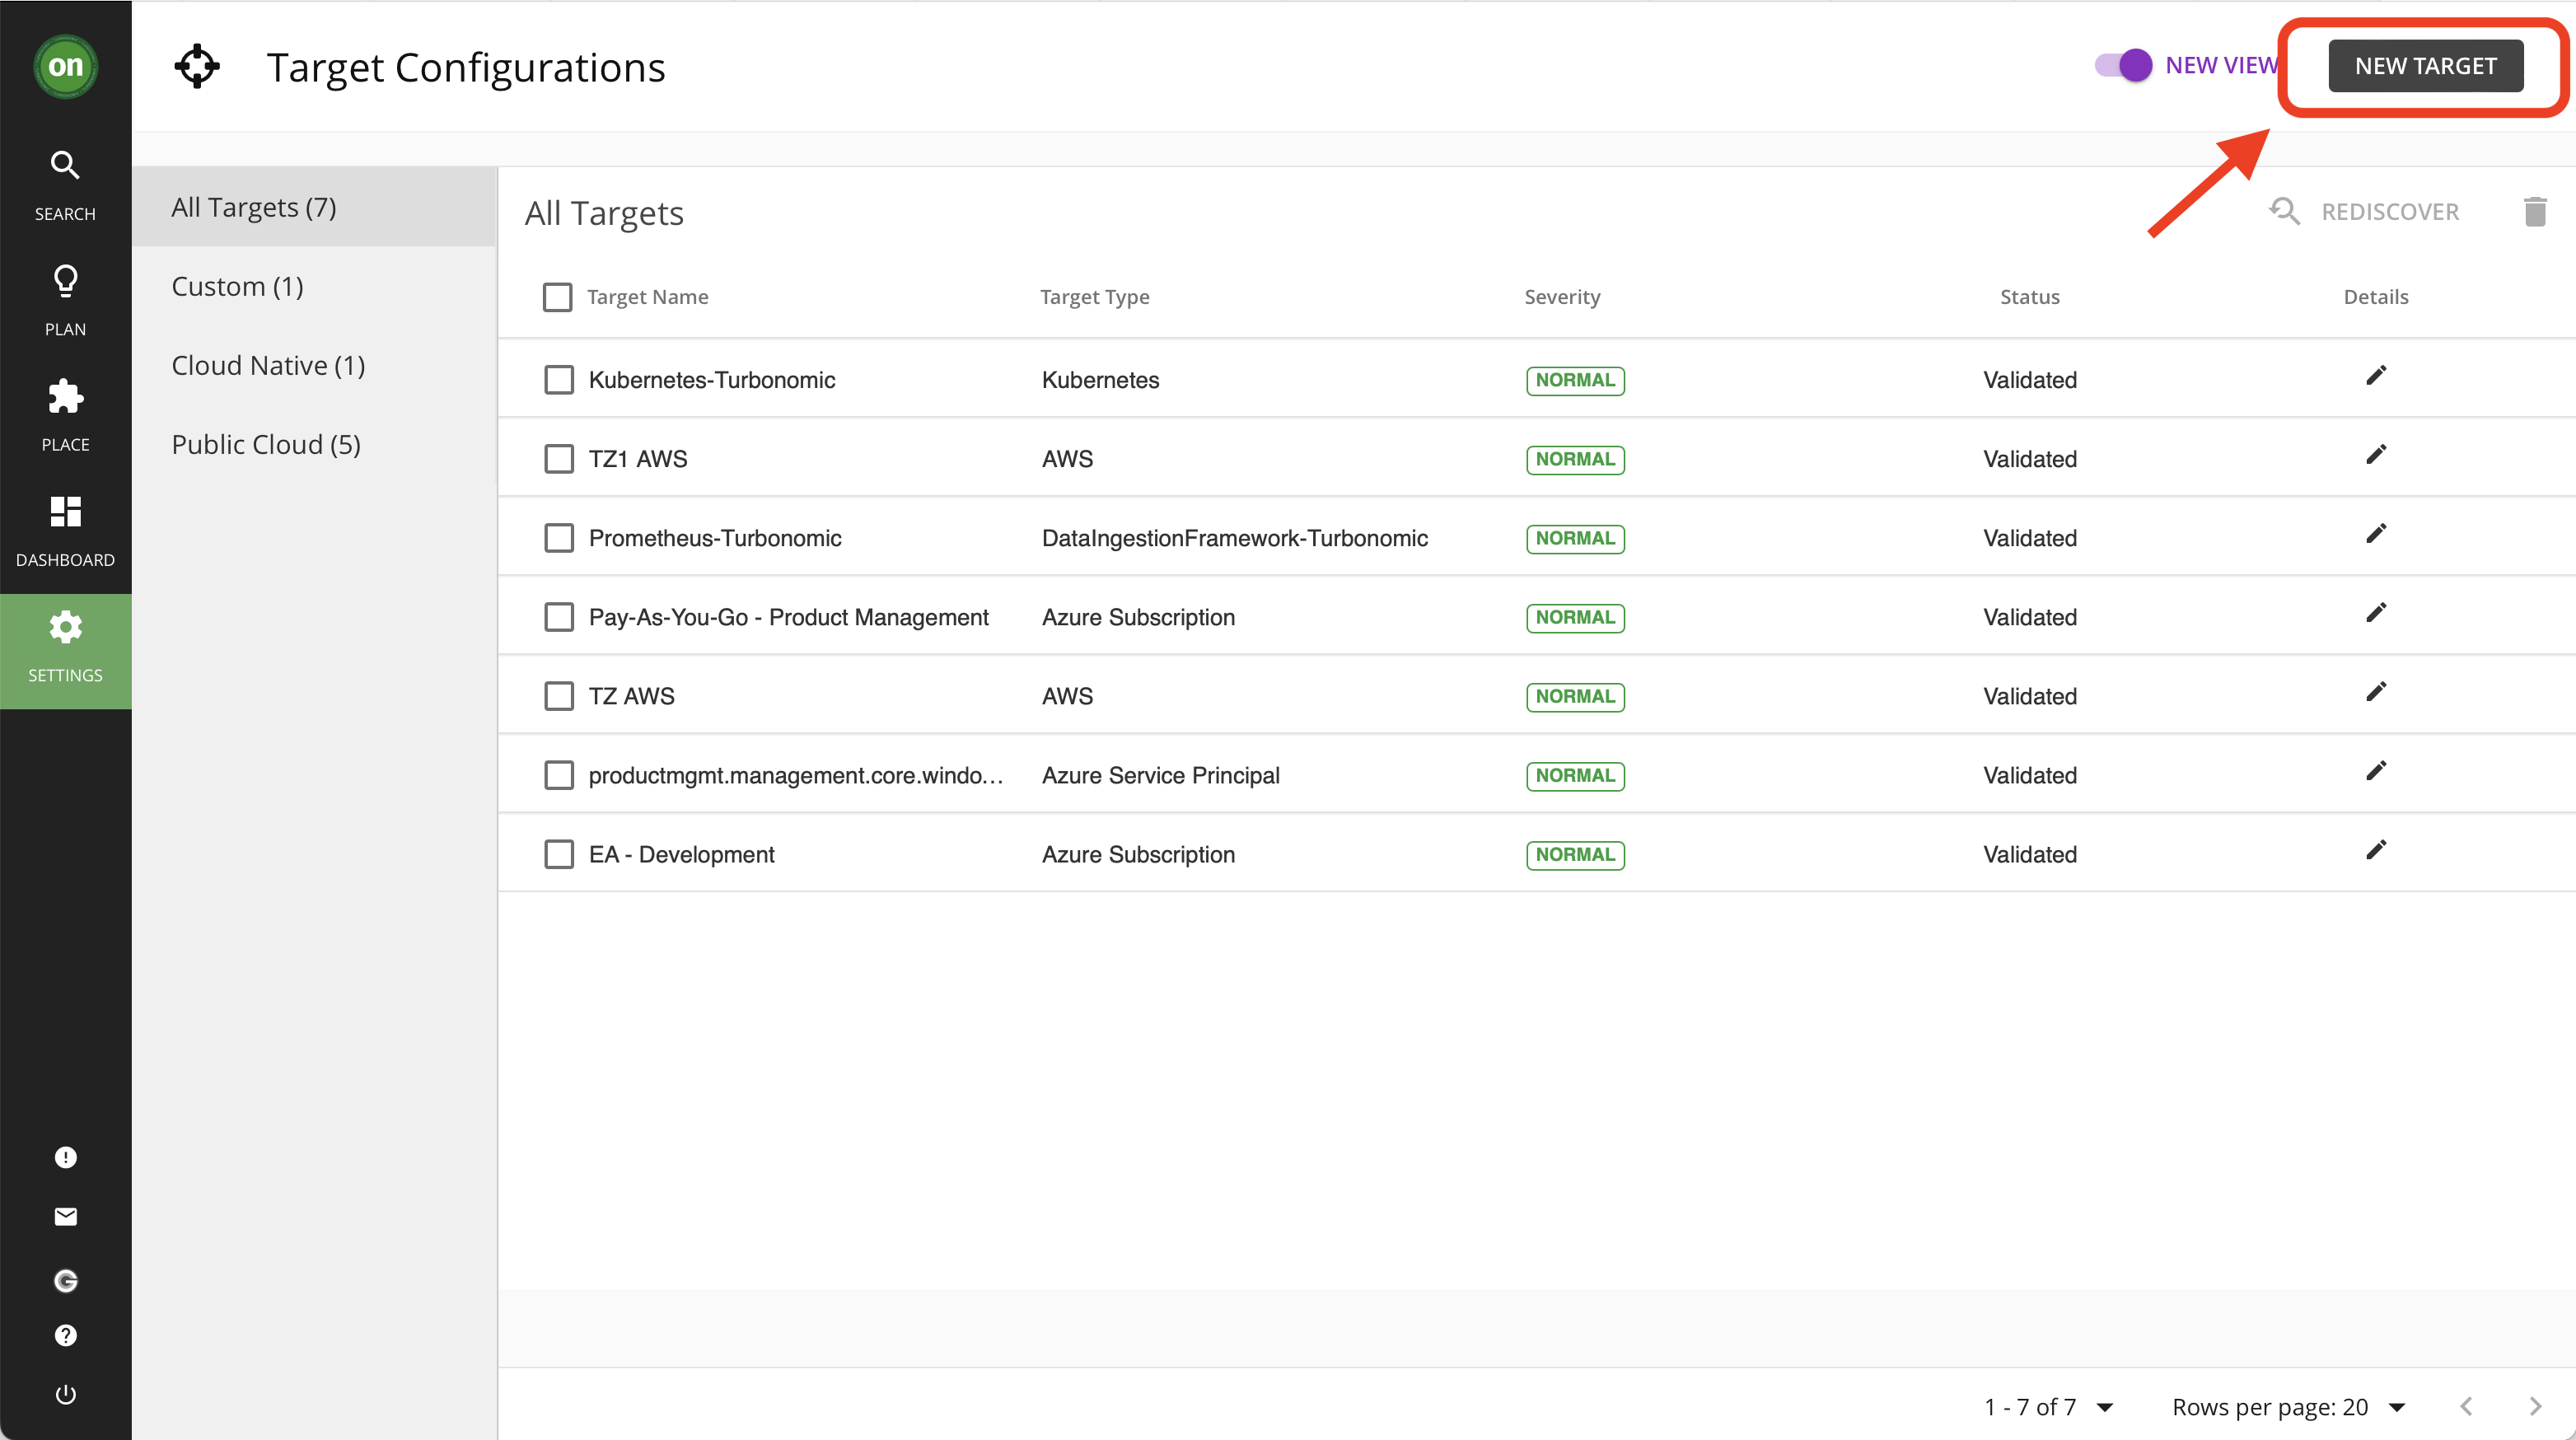 on
Target Configurations
NEW VIEW
NEW TARGET
SEARCH
PLAN
PLACE
DASHBOARD
SETTINGS
All Targets (7)
Custom (1)
Cloud Native (1)
Public Cloud (5)
All Targets
REDISCOVER
Target Name Target Type Severity Status Details
Kubernetes-Turbonomic Kubernetes NORMAL Validated
TZ1 AWS AWS NORMAL Validated
Prometheus-Turbonomic DataIngestionFramework-Turbonomic NORMAL Validated
Pay-As-You-Go - Product Management Azure Subscription NORMAL Validated
TZ AWS AWS NORMAL Validated
productmgmt.management.core.windo... Azure Service Principal NORMAL Validated
EA - Development Azure Subscription NORMAL Validated
1 - 7 of 7 Rows per page: 20